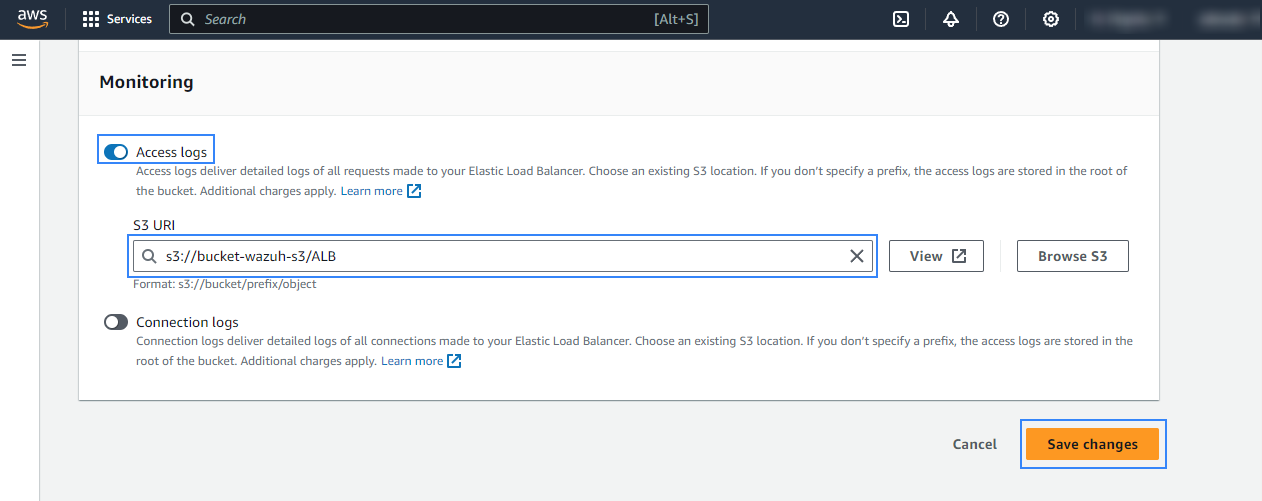 aws
Services
Search
[Alt+S]
Monitoring
Access logs
Access logs deliver detailed logs of all requests made to your Elastic Load Balancer. Choose an existing S3 location. If you don't specify a prefix, the access logs are stored in the root of
the bucket. Additional charges apply. Learn more
S3 URI
s3://bucket-wazuh-s3/ALB
View
Browse S3
Format: s3://bucket/prefix/object
Connection logs
Connection logs deliver detailed logs of all connections made to your Elastic Load Balancer. Choose an existing S3 location. If you don't specify a prefix, the access logs are stored in the
root of the bucket. Additional charges apply. Learn more
Cancel
Save changes